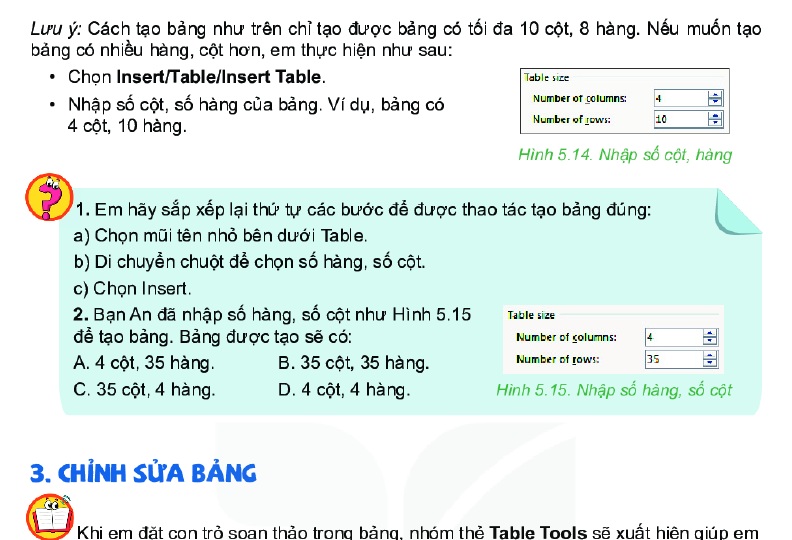 Lưu ý: Cách tạo bảng như trên chỉ tạo được bảng có tối đa 10 cột, 8 hàng. Nếu muốn tạo
bảng có nhiều hàng, cột hơn, em thực hiện như sau:
• Chọn Insert/Table/Insert Table.
• Nhập số cột, số hàng của bảng. Ví dụ, bảng có
4 cột, 10 hàng.
Table size
Number of columns: 4
Number of rows: 10
Hình 5.14. Nhập số cột, hàng
1. Em hãy sắp xếp lại thứ tự các bước để được thao tác tạo bảng đúng:
a) Chọn mũi tên nhỏ bên dưới Table.
b) Di chuyển chuột để chọn số hàng, số cột.
c) Chọn Insert.
2. Bạn An đã nhập số hàng, số cột như Hình 5.15
để tạo bảng. Bảng được tạo sẽ có:
A. 4 cột, 35 hàng. B. 35 cột, 35 hàng.
C. 35 cột, 4 hàng. D. 4 cột, 4 hàng.
Table size
Number of columns: 4
Number of rows: 35
Hình 5.15. Nhập số hàng, số cột
3. CHỈNH SỬA BẢNG
Khi em đặt con trỏ soạn thảo trong bảng, nhóm thẻ Table Tools sẽ xuất hiện giúp em